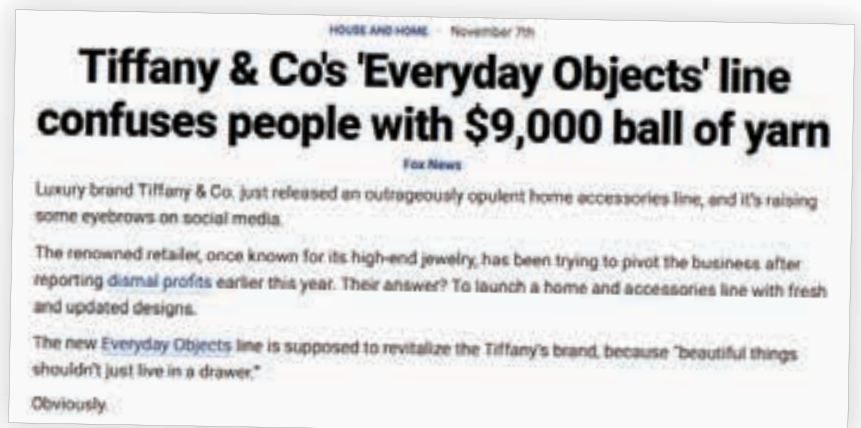 HOUSE AND HOME · November 7th
Tiffany & Co's 'Everyday Objects' line
confuses people with $9,000 ball of yarn
Fox News
Luxury brand Tiffany & Co. just released an outrageously opulent home accessories line, and it's raising
some eyebrows on social media.
The renowned retailer, once known for its high-end jewelry, has been trying to pivot the business after
reporting dismal profits earlier this year. Their answer? To launch a home and accessories line with fresh
and updated designs.
The new Everyday Objects line is supposed to revitalize the Tiffany's brand, because "beautiful things
shouldn't just live in a drawer."
Obviously.